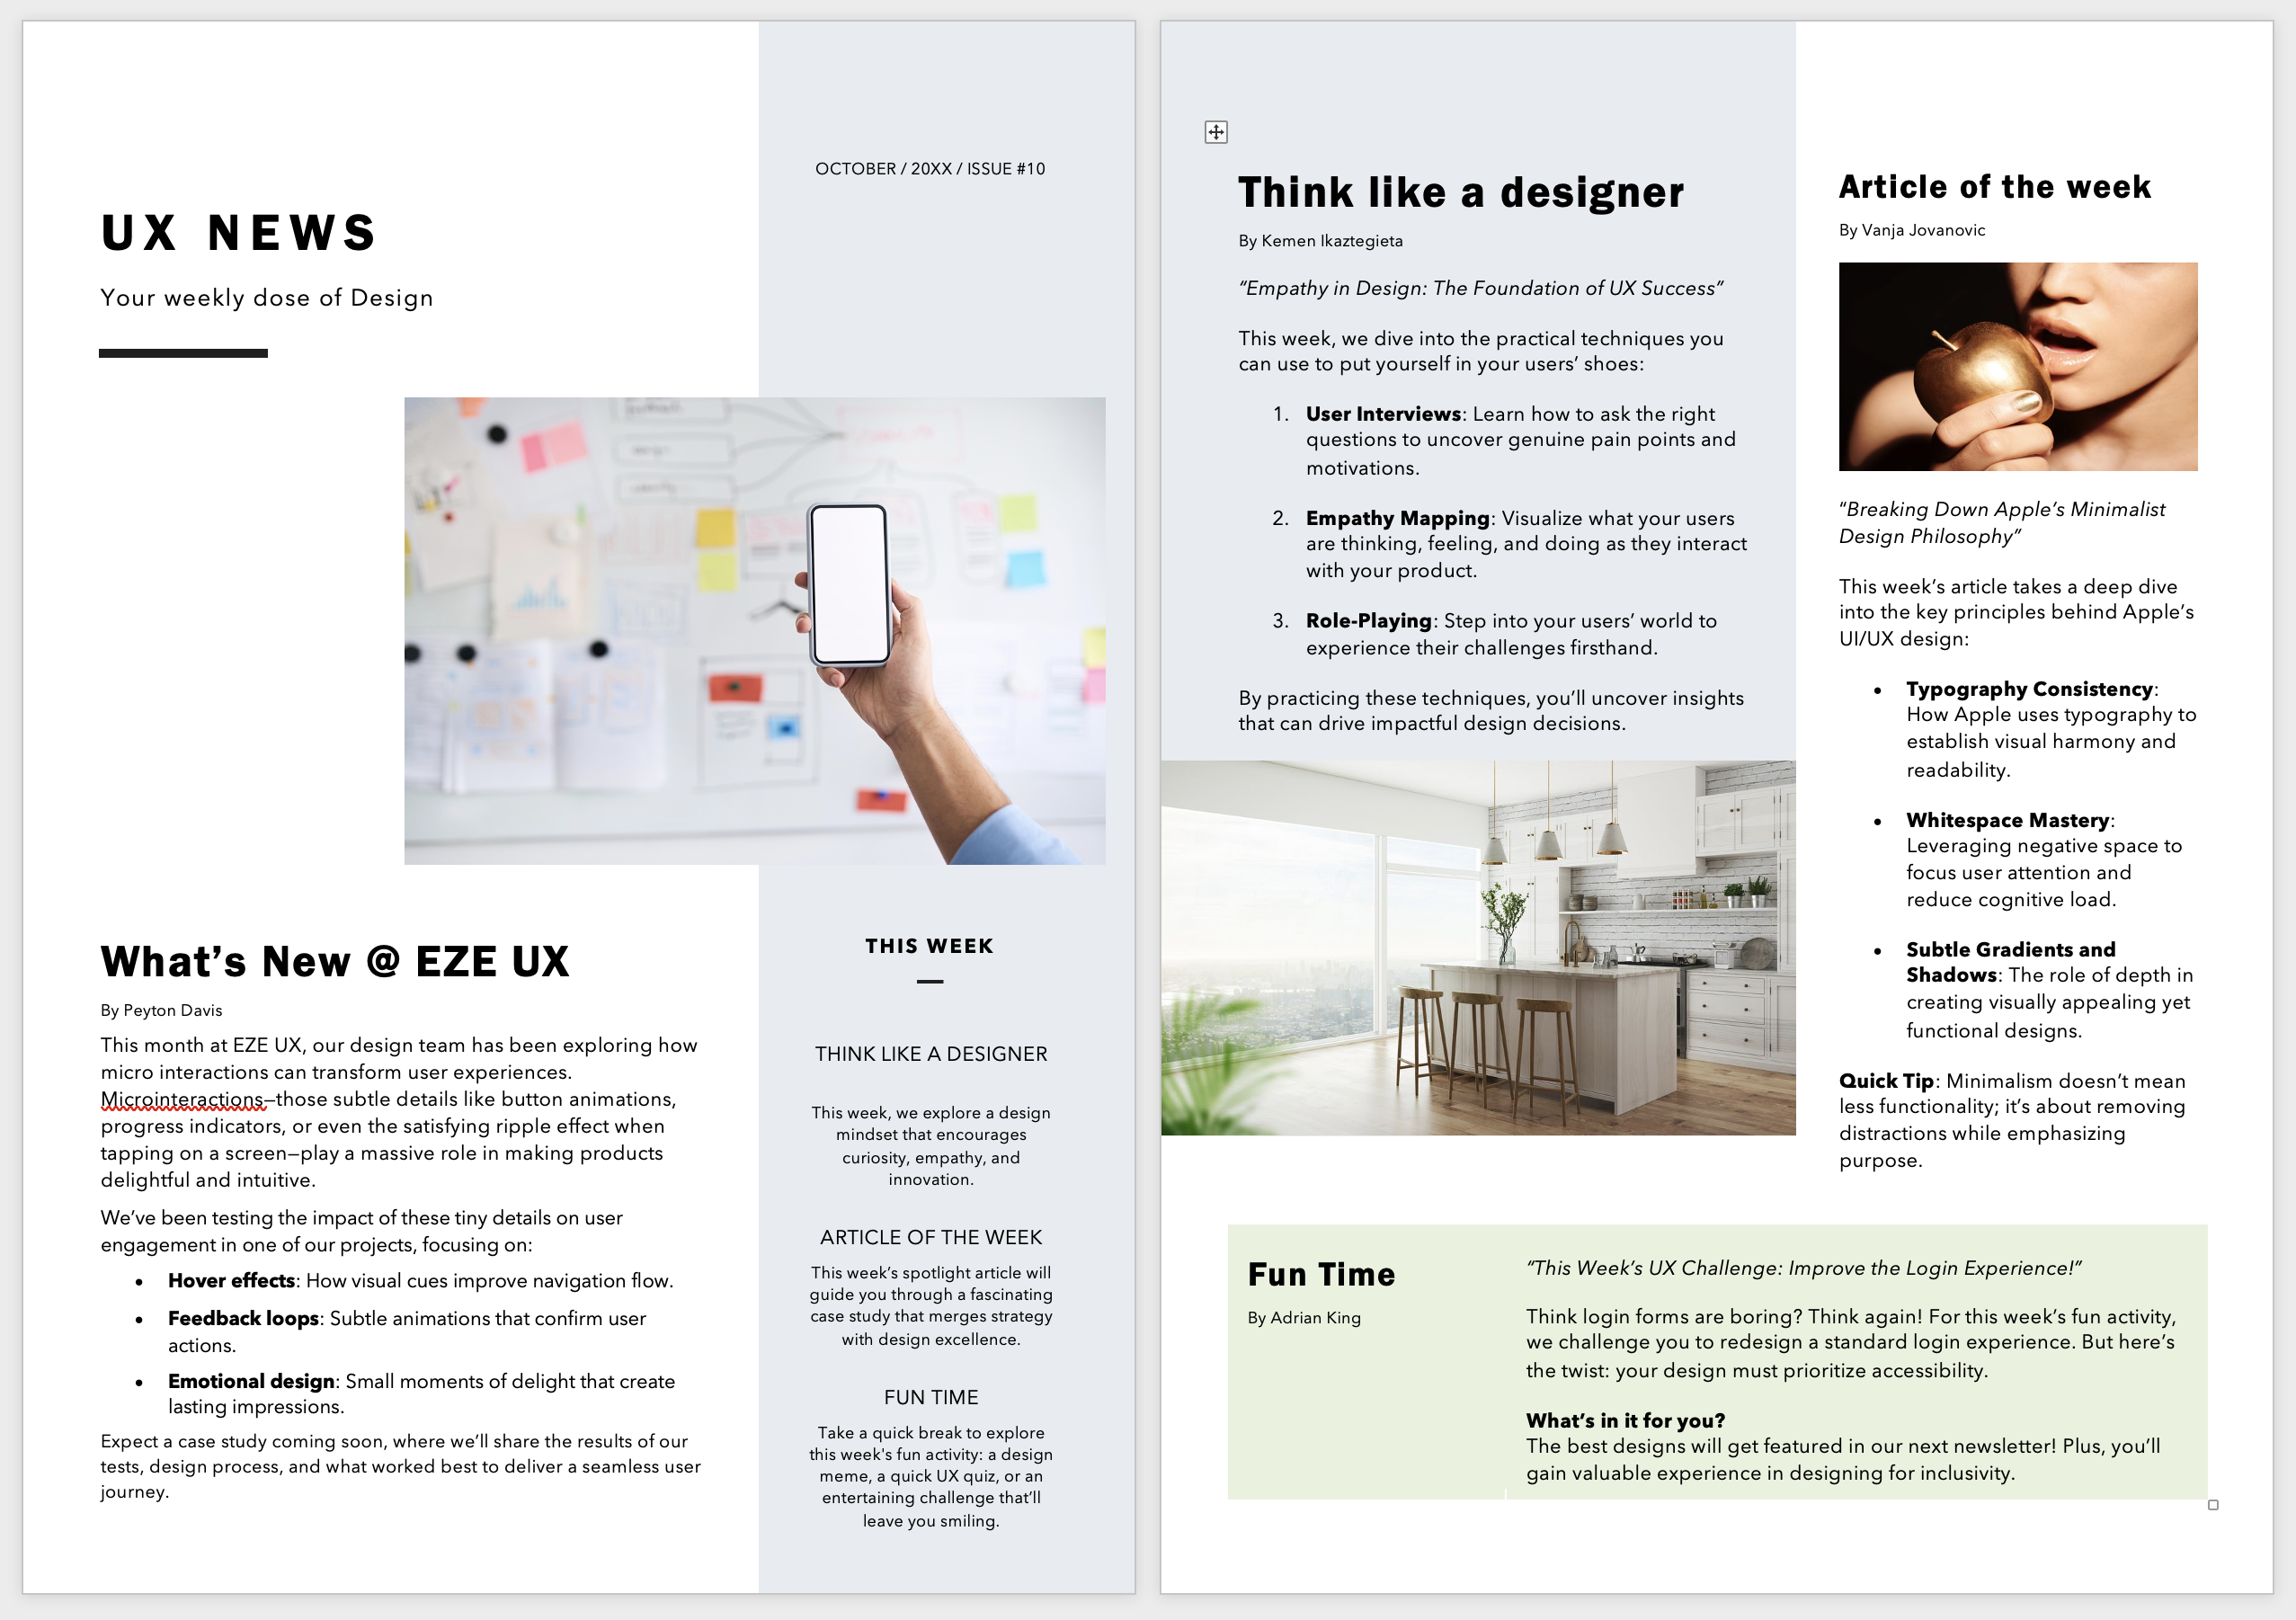 OCTOBER / 20XX / ISSUE #10
UX NEWS
Your weekly dose of Design
What’s New @ EZE UX
By Peyton Davis
This month at EZE UX, our design team has been exploring how
micro interactions can transform user experiences.
Microinteractions—those subtle details like button animations,
progress indicators, or even the satisfying ripple effect when
tapping on a screen—play a massive role in making products
delightful and intuitive.
We’ve been testing the impact of these tiny details on user
engagement in one of our projects, focusing on:
• Hover effects: How visual cues improve navigation flow.
• Feedback loops: Subtle animations that confirm user
actions.
• Emotional design: Small moments of delight that create
lasting impressions.
Expect a case study coming soon, where we’ll share the results of our
tests, design process, and what worked best to deliver a seamless user
journey.
THIS WEEK
THINK LIKE A DESIGNER
This week, we explore a design
mindset that encourages
curiosity, empathy, and
innovation.
ARTICLE OF THE WEEK
This week’s spotlight article will
guide you through a fascinating
case study that merges strategy
with design excellence.
FUN TIME
Take a quick break to explore
this week's fun activity: a design
meme, a quick UX quiz, or an
entertaining challenge that’ll
leave you smiling.
Think like a designer
By Kemen Ikaztegieta
“Empathy in Design: The Foundation of UX Success”
This week, we dive into the practical techniques you
can use to put yourself in your users’ shoes:
1. User Interviews: Learn how to ask the right
questions to uncover genuine pain points and
motivations.
2. Empathy Mapping: Visualize what your users
are thinking, feeling, and doing as they interact
with your product.
3. Role-Playing: Step into your users’ world to
experience their challenges firsthand.
By practicing these techniques, you’ll uncover insights
that can drive impactful design decisions.
Article of the week
By Vanja Jovanovic
“Breaking Down Apple’s Minimalist
Design Philosophy”
This week’s article takes a deep dive
into the key principles behind Apple’s
UI/UX design:
• Typography Consistency:
How Apple uses typography to
establish visual harmony and
readability.
• Whitespace Mastery:
Leveraging negative space to
focus user attention and
reduce cognitive load.
• Subtle Gradients and
Shadows: The role of depth in
creating visually appealing yet
functional designs.
Quick Tip: Minimalism doesn’t mean
less functionality; it’s about removing
distractions while emphasizing
purpose.
Fun Time
By Adrian King
“This Week’s UX Challenge: Improve the Login Experience!”
Think login forms are boring? Think again! For this week’s fun activity,
we challenge you to redesign a standard login experience. But here’s
the twist: your design must prioritize accessibility.
What’s in it for you?
The best designs will get featured in our next newsletter! Plus, you’ll
gain valuable experience in designing for inclusivity.